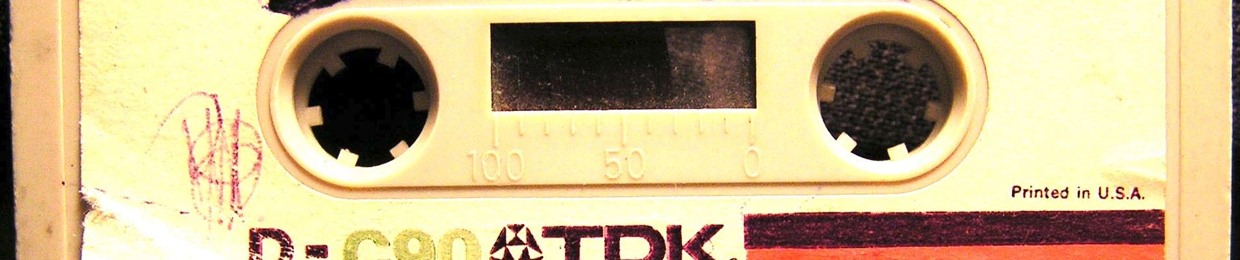 100 50 0
Printed in U.S.A.
D-C90 TDK.